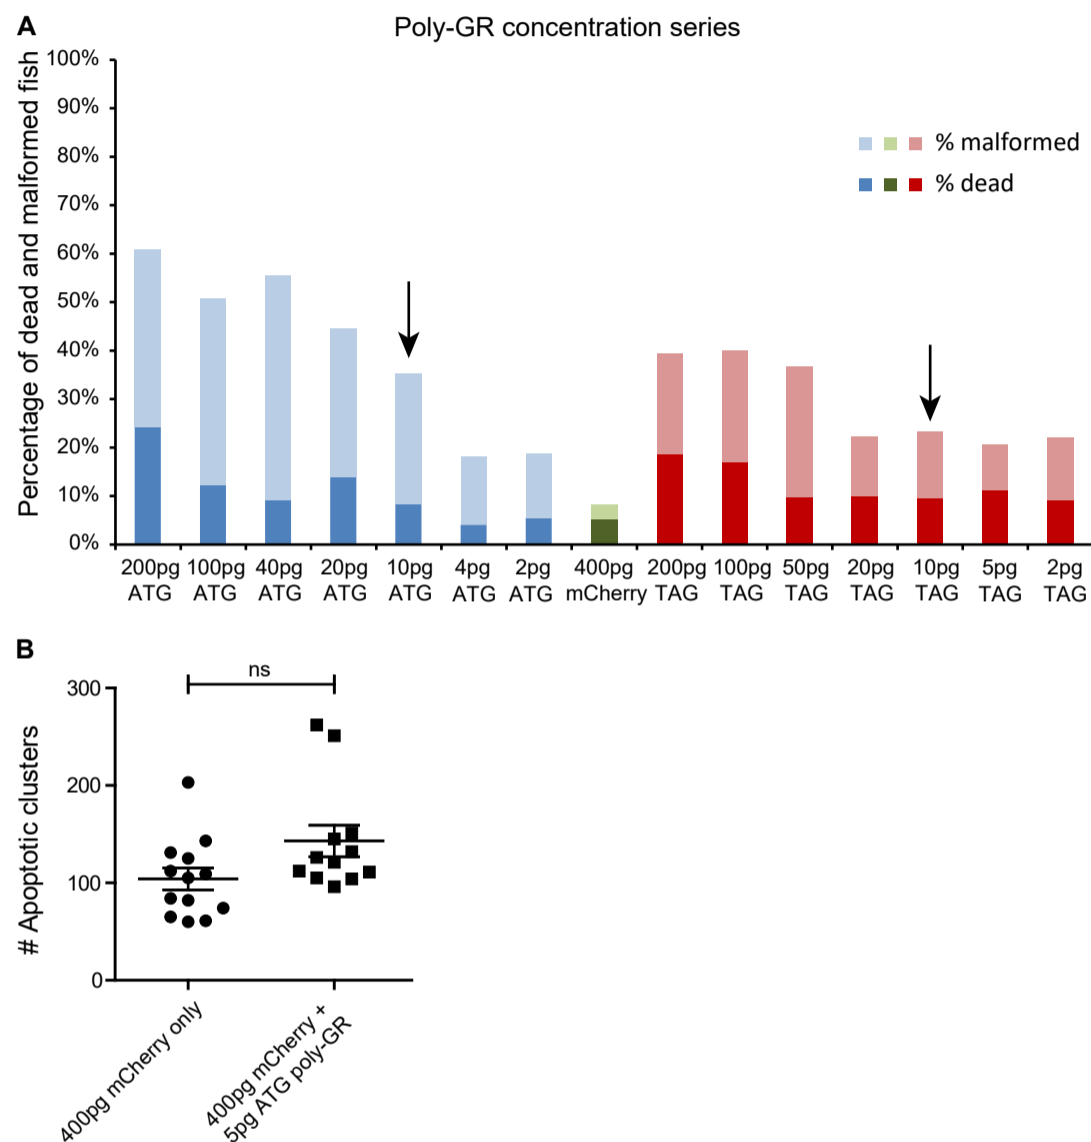 A
Poly-GR concentration series
Percentage of dead and malformed fish
100%
90%
80%
70%
60%
50%
40%
30%
20%
10%
0%
% malformed
% dead
200pg 100pg 40pg 20pg 10pg 4pg 2pg 400pg 200pg 100pg 50pg 20pg 10pg 5pg 2pg
ATG ATG ATG ATG ATG ATG ATG mCherry TAG TAG TAG TAG TAG TAG TAG
B
ns
# Apoptotic clusters
300
200
100
0
400pg mCherry only
400pg mCherry +
5pg ATG poly-GR